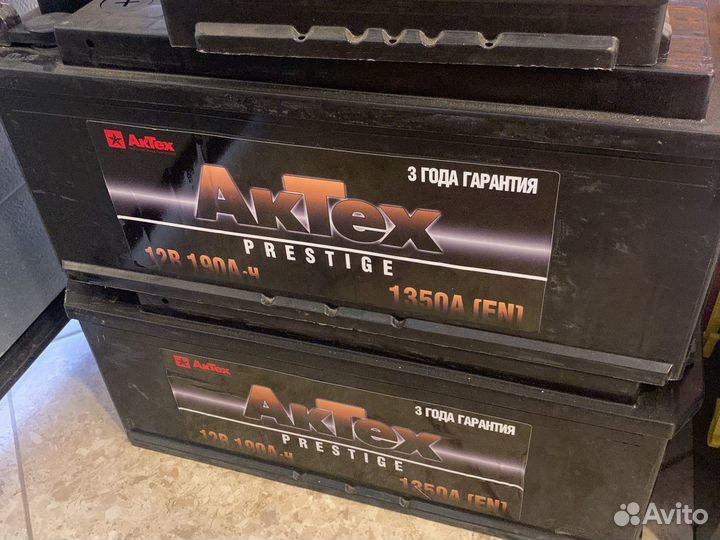 АкТех
3 ГОДА ГАРАНТИЯ
АкТех
PRESTIGE
12В 190А-ч
1350А [EN]
АкТех
3 ГОДА ГАРАНТИЯ
АкТех
PRESTIGE
12В 190А-ч
1350А [EN]
Avito